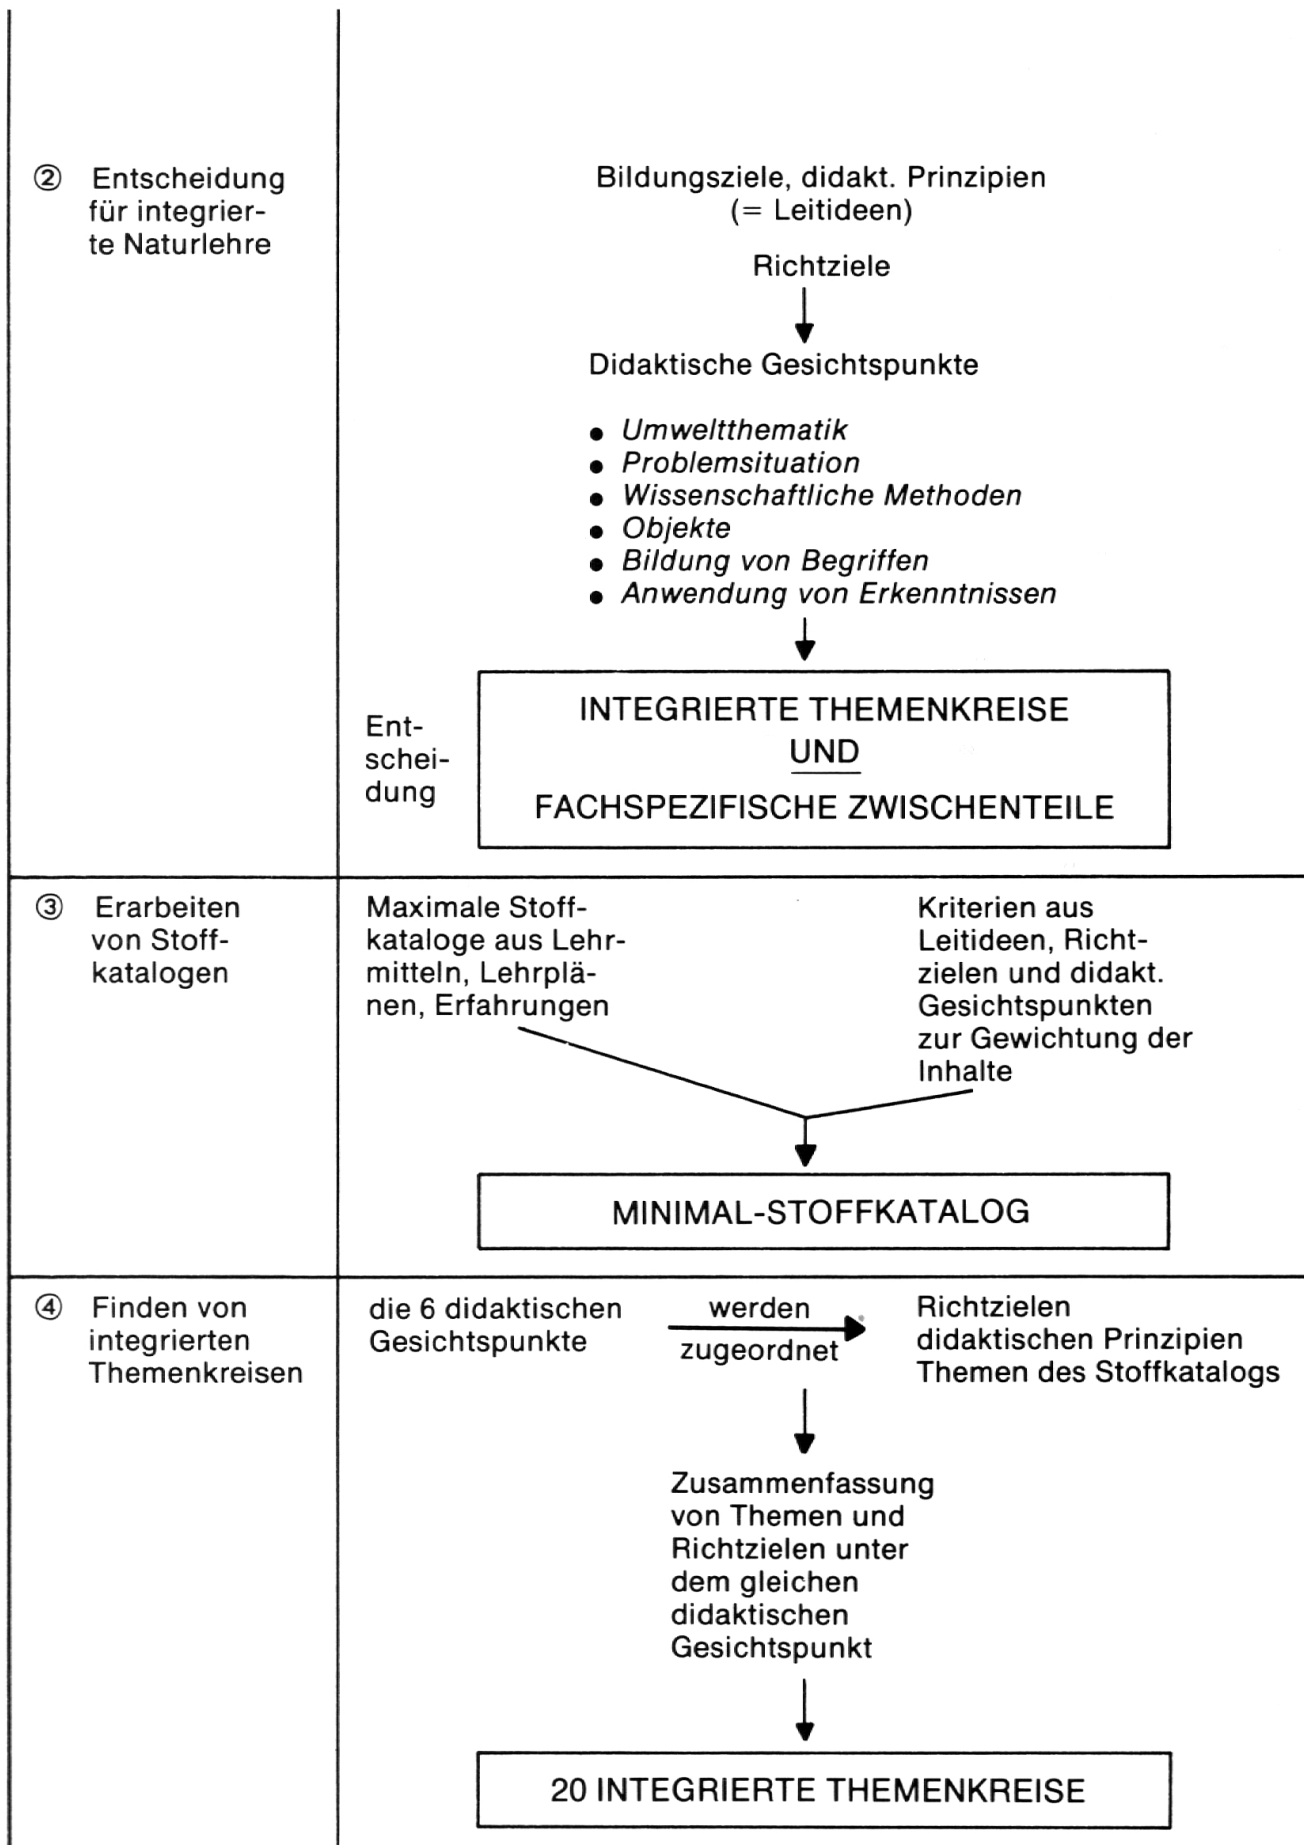 ② Entscheidung
für integrier-
te Naturlehre
Bildungsziele, didakt. Prinzipien
(= Leitideen)
Richtziele
Didaktische Gesichtspunkte
● Umweltthematik
● Problemsituation
● Wissenschaftliche Methoden
● Objekte
● Bildung von Begriffen
● Anwendung von Erkenntnissen
Ent-
schei-
dung
INTEGRIERTE THEMENKREISE
UND
FACHSPEZIFISCHE ZWISCHENTEILE
③ Erarbeiten
von Stoff-
katalogen
Maximale Stoff-
kataloge aus Lehr-
mitteln, Lehrplä-
nen, Erfahrungen
Kriterien aus
Leitideen, Richt-
zielen und didakt.
Gesichtspunkten
zur Gewichtung der
Inhalte
MINIMAL-STOFFKATALOG
④ Finden von
integrierten
Themenkreisen
die 6 didaktischen
Gesichtspunkte
werden
zugeordnet
Richtzielen
didaktischen Prinzipien
Themen des Stoffkatalogs
Zusammenfassung
von Themen und
Richtzielen unter
dem gleichen
didaktischen
Gesichtspunkt
20 INTEGRIERTE THEMENKREISE